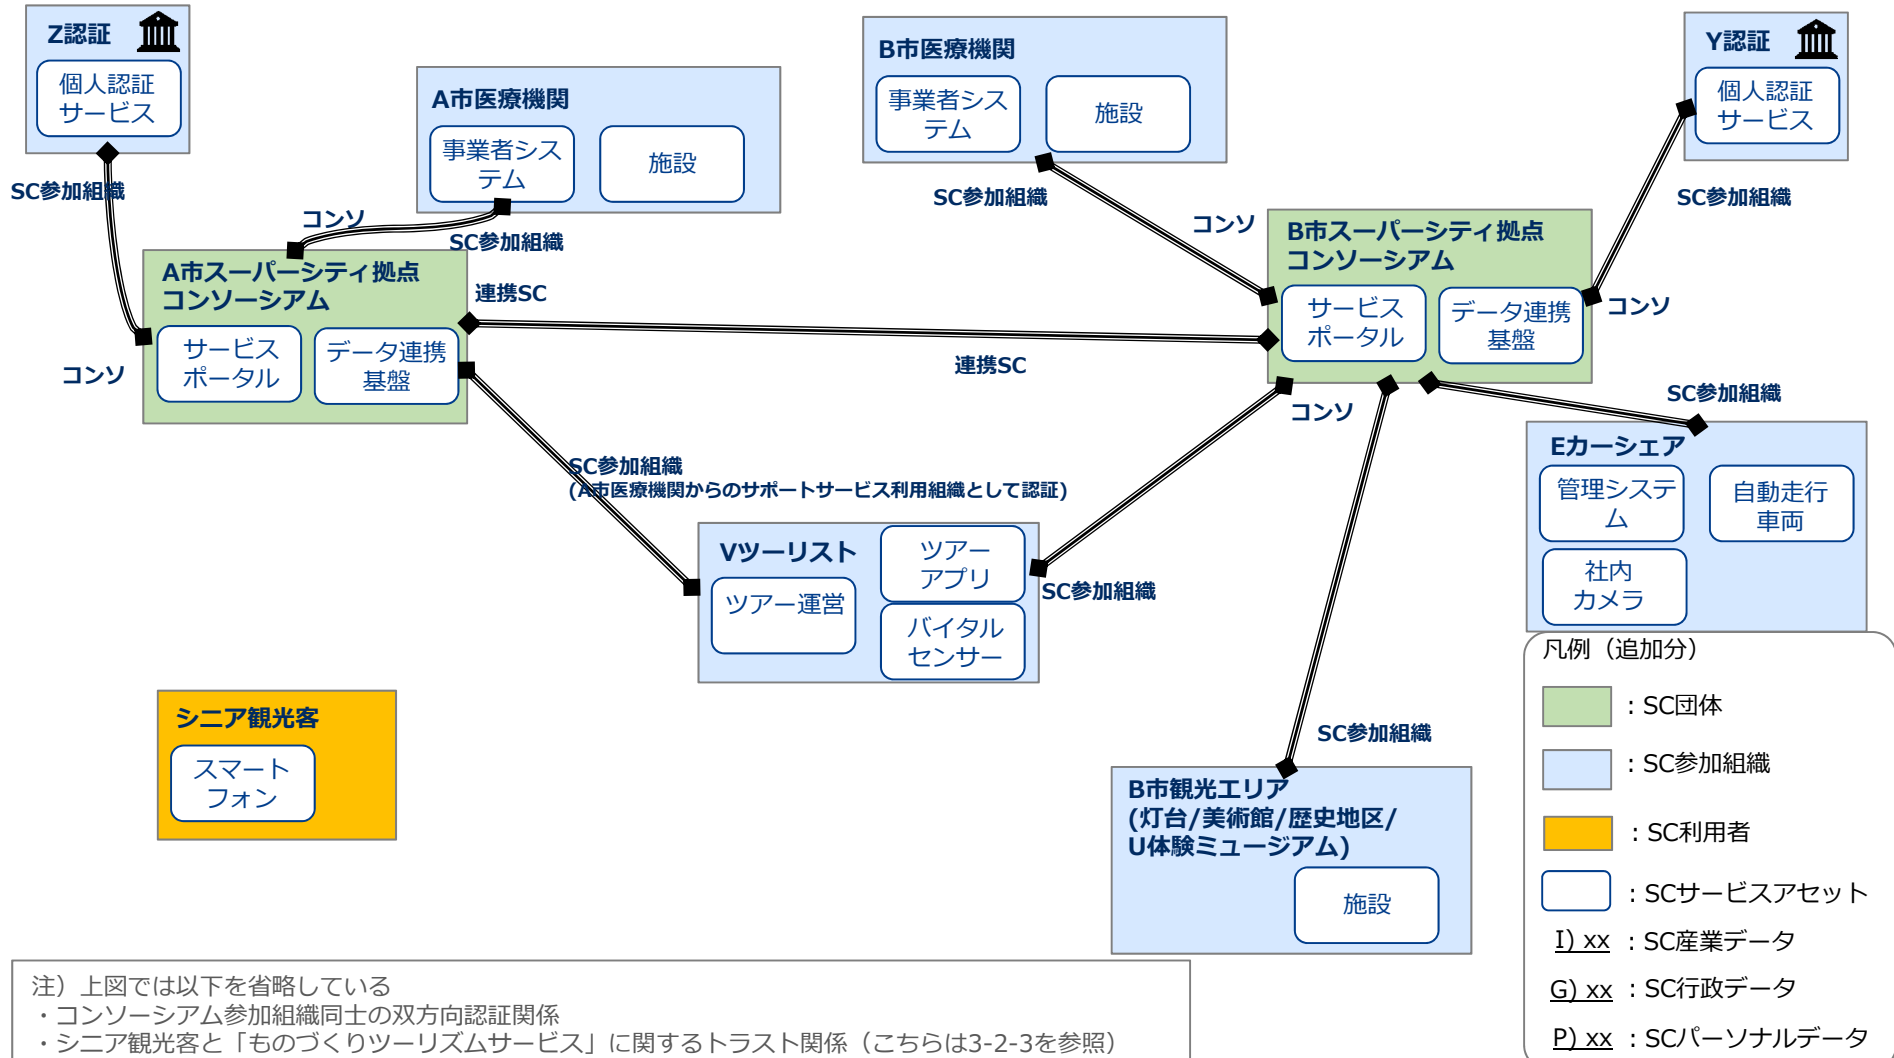 Z認証
個人認証
サービス
SC参加組織
A市医療機関
事業者シス
テム
施設
コンソ
SC参加組織
B市医療機関
事業者シス
テム
施設
SC参加組織
コンソ
Y認証
個人認証
サービス
SC参加組織
A市スーパーシティ拠点
コンソーシアム
サービス
ポータル
データ連携
基盤
コンソ
連携SC
連携SC
B市スーパーシティ拠点
コンソーシアム
サービス
ポータル
データ連携
基盤
コンソ
コンソ
SC参加組織
SC参加組織
(A市医療機関からのサポートサービス利用組織として認証)
Vツーリスト
ツアー運営
ツアー
アプリ
バイタル
センサー
SC参加組織
Eカーシェア
管理システ
ム
自動走行
車両
社内
カメラ
シニア観光客
スマート
フォン
SC参加組織
B市観光エリア
(灯台/美術館/歴史地区/
U体験ミュージアム)
施設
凡例（追加分）
：SC団体
：SC参加組織
：SC利用者
：SCサービスアセット
I) xx ：SC産業データ
G) xx ：SC行政データ
P) xx ：SCパーソナルデータ
注）上図では以下を省略している
・コンソーシアム参加組織同士の双方向認証関係
・シニア観光客と「ものづくりツーリズムサービス」に関するトラスト関係（こちらは3-2-3を参照）